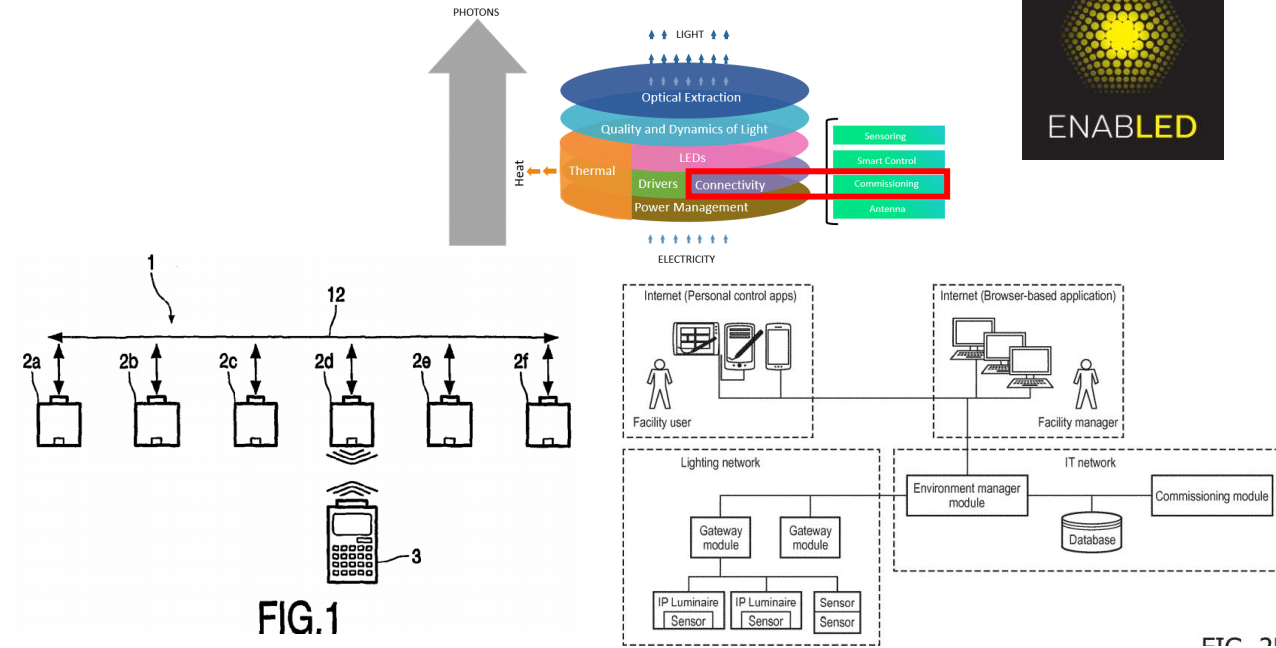 PHOTONS
LIGHT
Optical Extraction
Quality and Dynamics of Light
LEDs
Thermal
Heat
Drivers
Connectivity
Power Management
ELECTRICITY
Sensoring
Smart Control
Commissioning
Antenna
ENABLED
1
12
2a
2b
2c
2d
2e
2f
3
FIG.1
Internet (Personal control apps)
Facility user
Internet (Browser-based application)
Facility manager
Lighting network
Gateway
module
Gateway
module
IP Luminaire
Sensor
IP Luminaire
Sensor
Sensor
Sensor
IT network
Environment manager
module
Database
Commissioning module